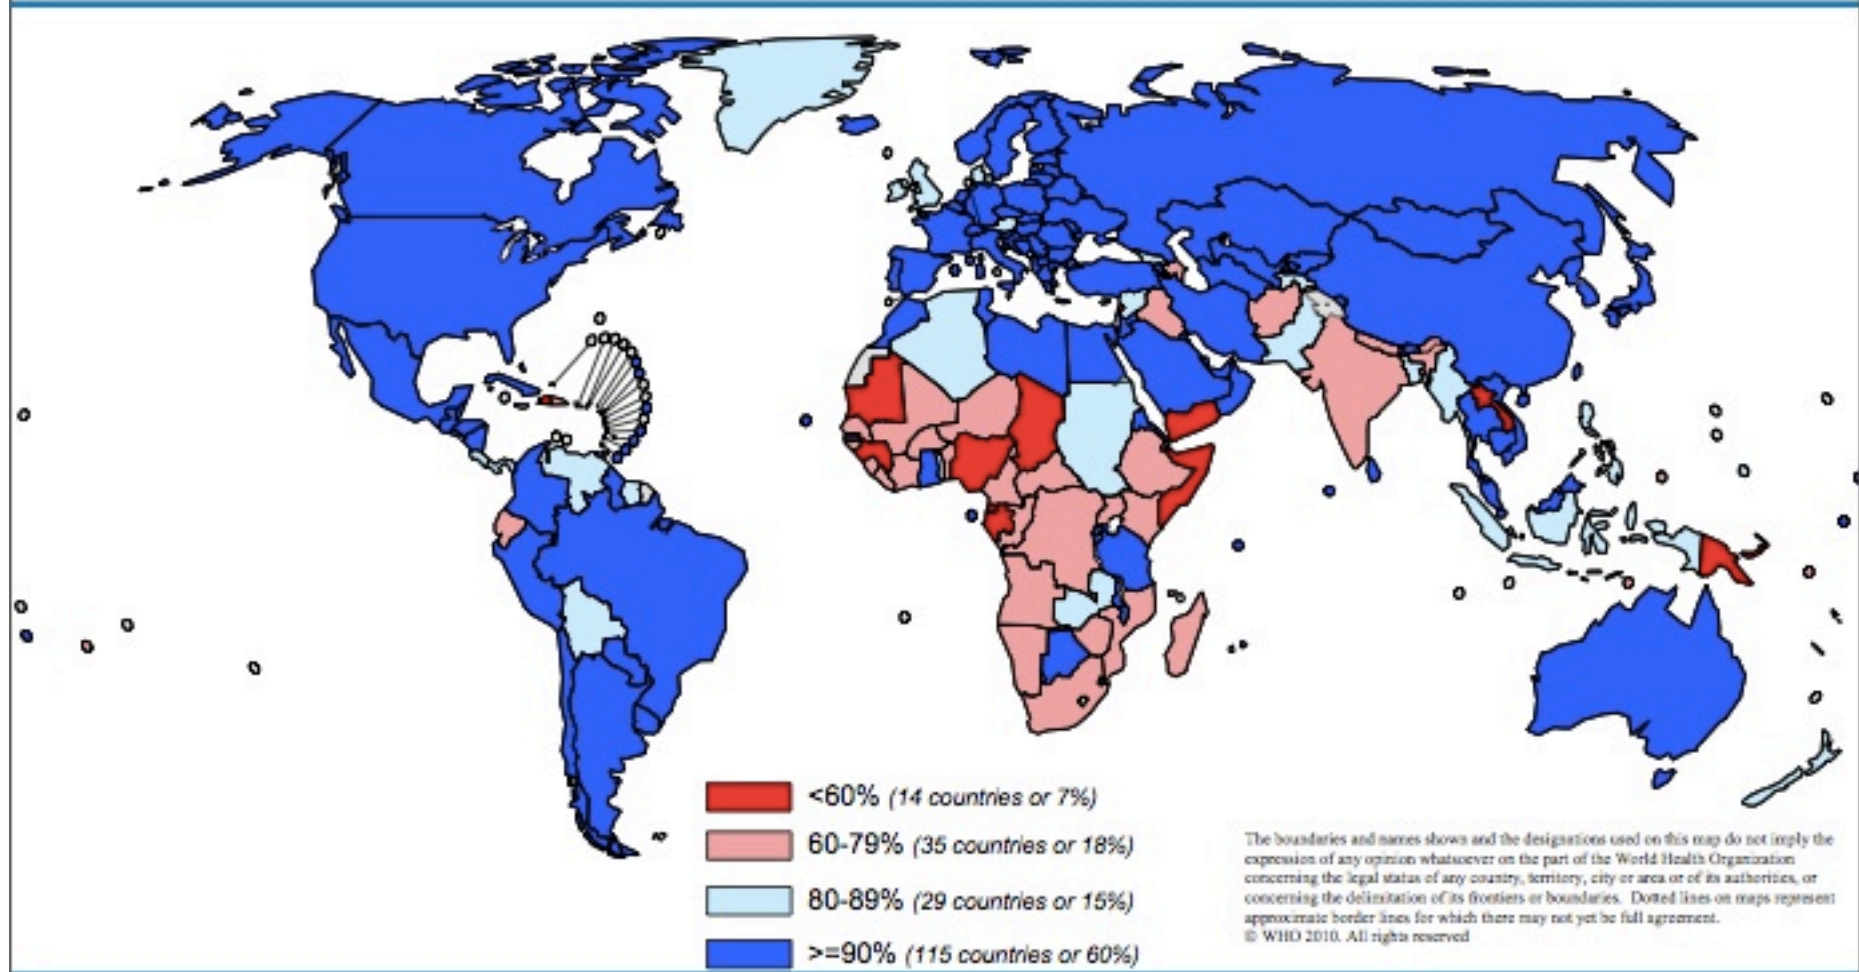 <60% (14 countries or 7%)
60-79% (35 countries or 18%)
80-89% (29 countries or 15%)
>=90% (115 countries or 60%)
The boundaries and names shown and the designations used on this map do not imply the
expression of any opinion whatsoever on the part of the World Health Organization
concerning the legal status of any country, territory, city or area or of its authorities, or
concerning the delimitation of its frontiers or boundaries. Dotted lines on maps represent
approximate border lines for which there may not yet be full agreement.
© WHO 2010. All rights reserved